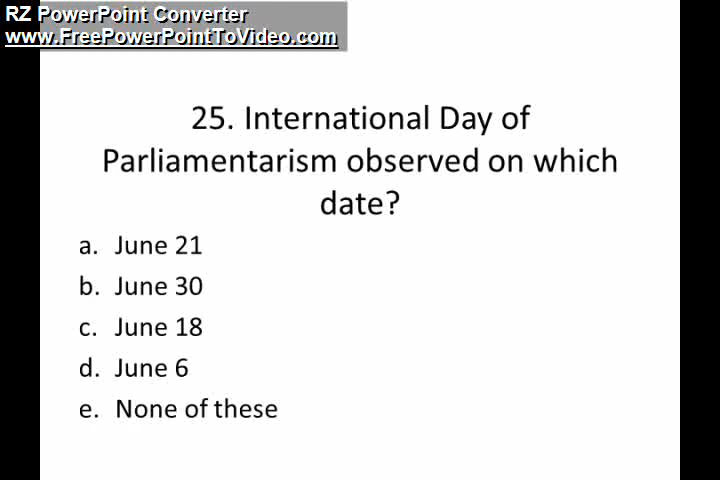 RZ PowerPoint Converter
www.FreePowerPointToVideo.com
25. International Day of
Parliamentarism observed on which
date?
a. June 21
b. June 30
c. June 18
d. June 6
e. None of these